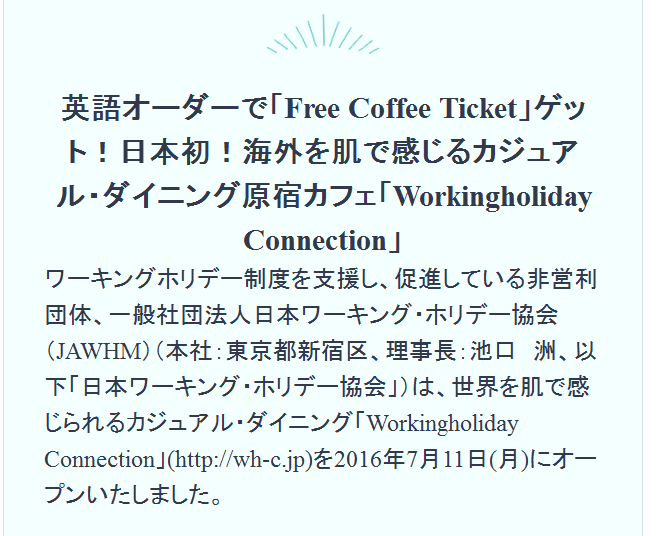 英語オーダーで「Free Coffee Ticket」ゲッ
ト！日本初！海外を肌で感じるカジュア
ル・ダイニング原宿カフェ「Workingholiday
Connection」
ワーキングホリデー制度を支援し、促進している非営利
団体、一般社団法人日本ワーキング・ホリデー協会
（JAWHM）（本社：東京都新宿区、理事長：池口　洲、以
下「日本ワーキング・ホリデー協会」）は、世界を肌で感
じられるカジュアル・ダイニング「Workingholiday
Connection」(http://wh-c.jp)を2016年7月11日(月)にオー
プンいたしました。